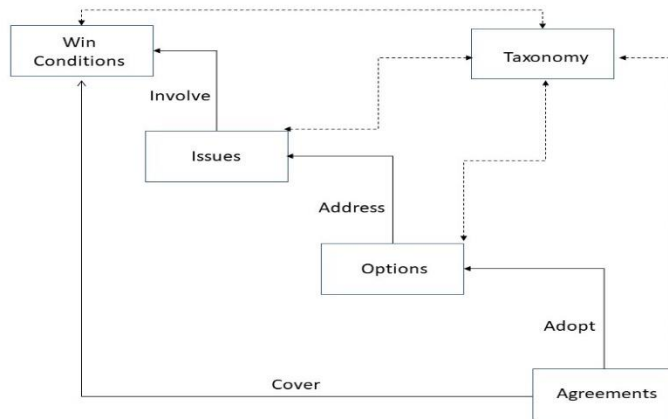 Win
Conditions
Taxonomy
Involve
Issues
Address
Options
Adopt
Cover
Agreements